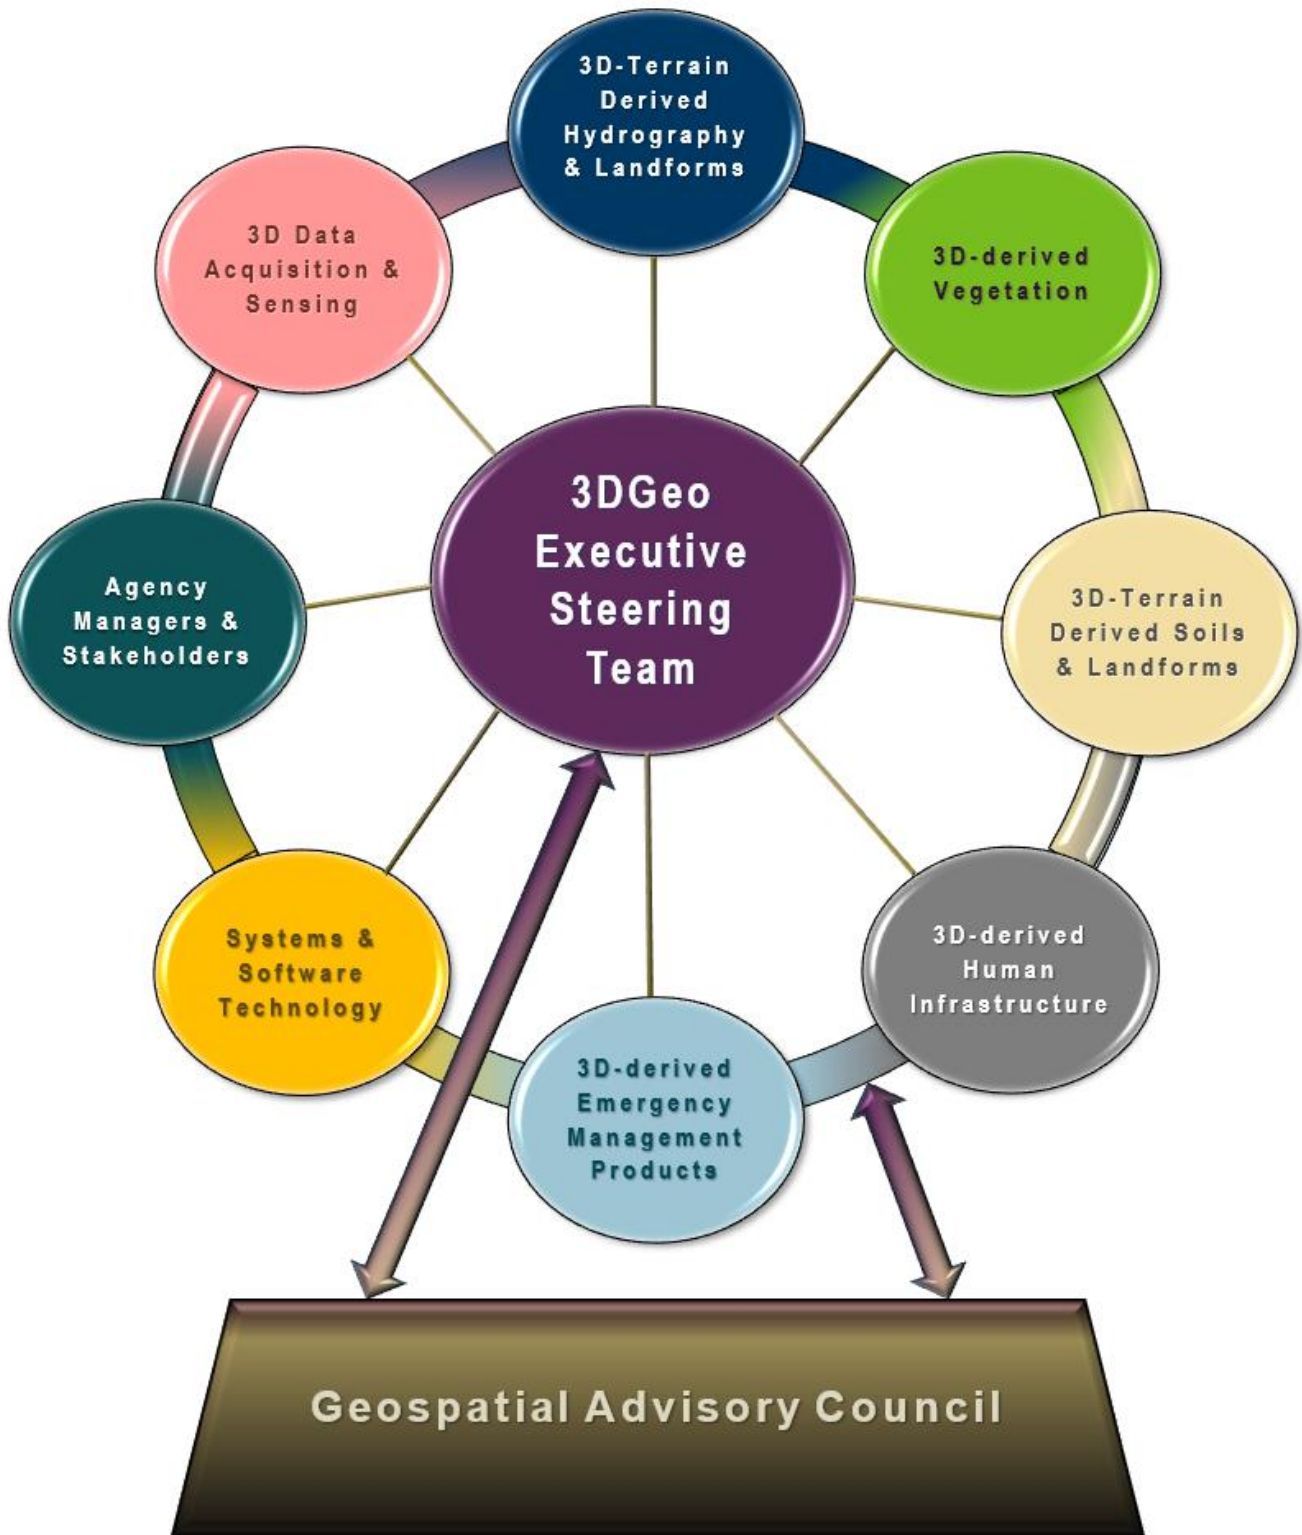 3D-Terrain
Derived
Hydrography
& Landforms
3D Data
Acquisition &
Sensing
3D-derived
Vegetation
3DGeo
Executive
Steering
Team
Agency
Managers &
Stakeholders
3D-Terrain
Derived Soils
& Landforms
Systems &
Software
Technology
3D-derived
Human
Infrastructure
3D-derived
Emergency
Management
Products
Geospatial Advisory Council